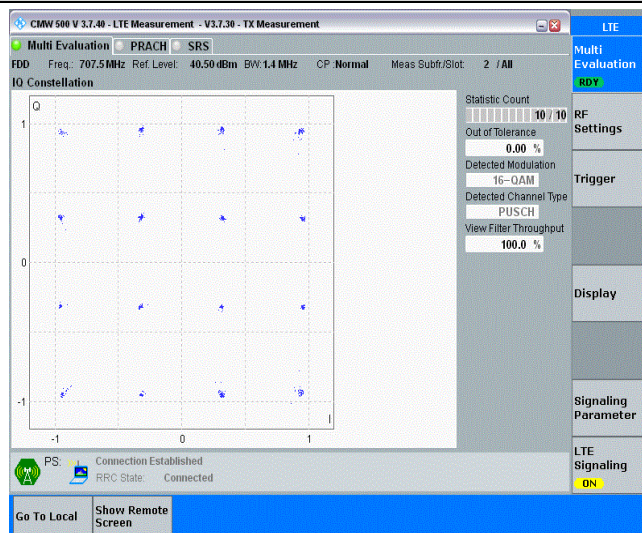 CMW 500 V 3.7.40 - LTE Measurement - V3.7.30 - TX Measurement
LTE
Multi Evaluation PRACH SRS
FDD Freq.: 707.5 MHz Ref. Level: 40.50 dBm BW: 1.4 MHz CP :Normal Meas Subfr./Slot: 2 / All
IQ Constellation
Q
1
0
-1
-1 0 1
I
Statistic Count
10 / 10
Out of Tolerance
0.00 %
Detected Modulation
16-QAM
Detected Channel Type
PUSCH
View Filter Throughput
100.0 %
PS: Connection Established
RRC State: Connected
Multi
Evaluation
RDY
RF
Settings
Trigger
Display
Signaling
Parameter
LTE
Signaling
ON
Go To Local
Show Remote
Screen